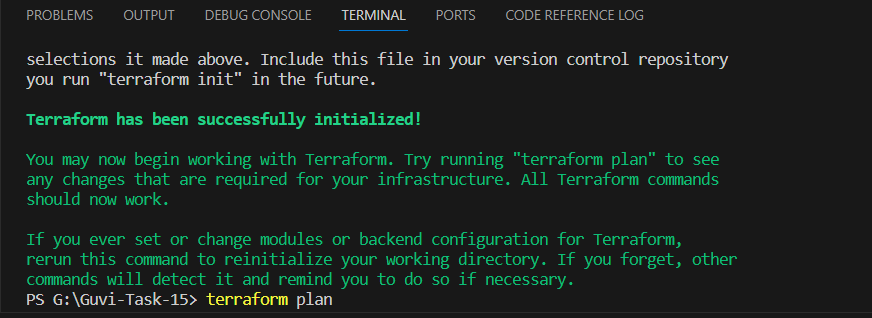 PROBLEMS OUTPUT DEBUG CONSOLE TERMINAL PORTS CODE REFERENCE LOG
selections it made above. Include this file in your version control repository
you run "terraform init" in the future.
Terraform has been successfully initialized!
You may now begin working with Terraform. Try running "terraform plan" to see
any changes that are required for your infrastructure. All Terraform commands
should now work.
If you ever set or change modules or backend configuration for Terraform,
rerun this command to reinitialize your working directory. If you forget, other
commands will detect it and remind you to do so if necessary.
PS G:\Guvi-Task-15> terraform plan